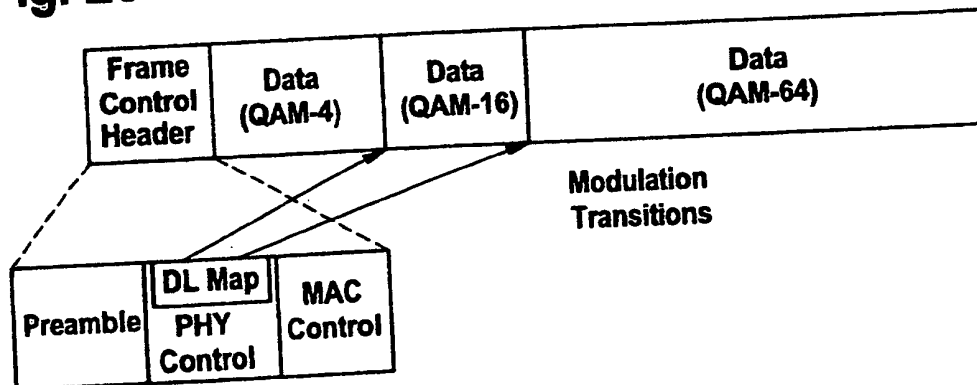 Frame
Control
Header
Data
(QAM-4)
Data
(QAM-16)
Data
(QAM-64)
Modulation
Transitions
Preamble
DL Map
PHY
Control
MAC
Control